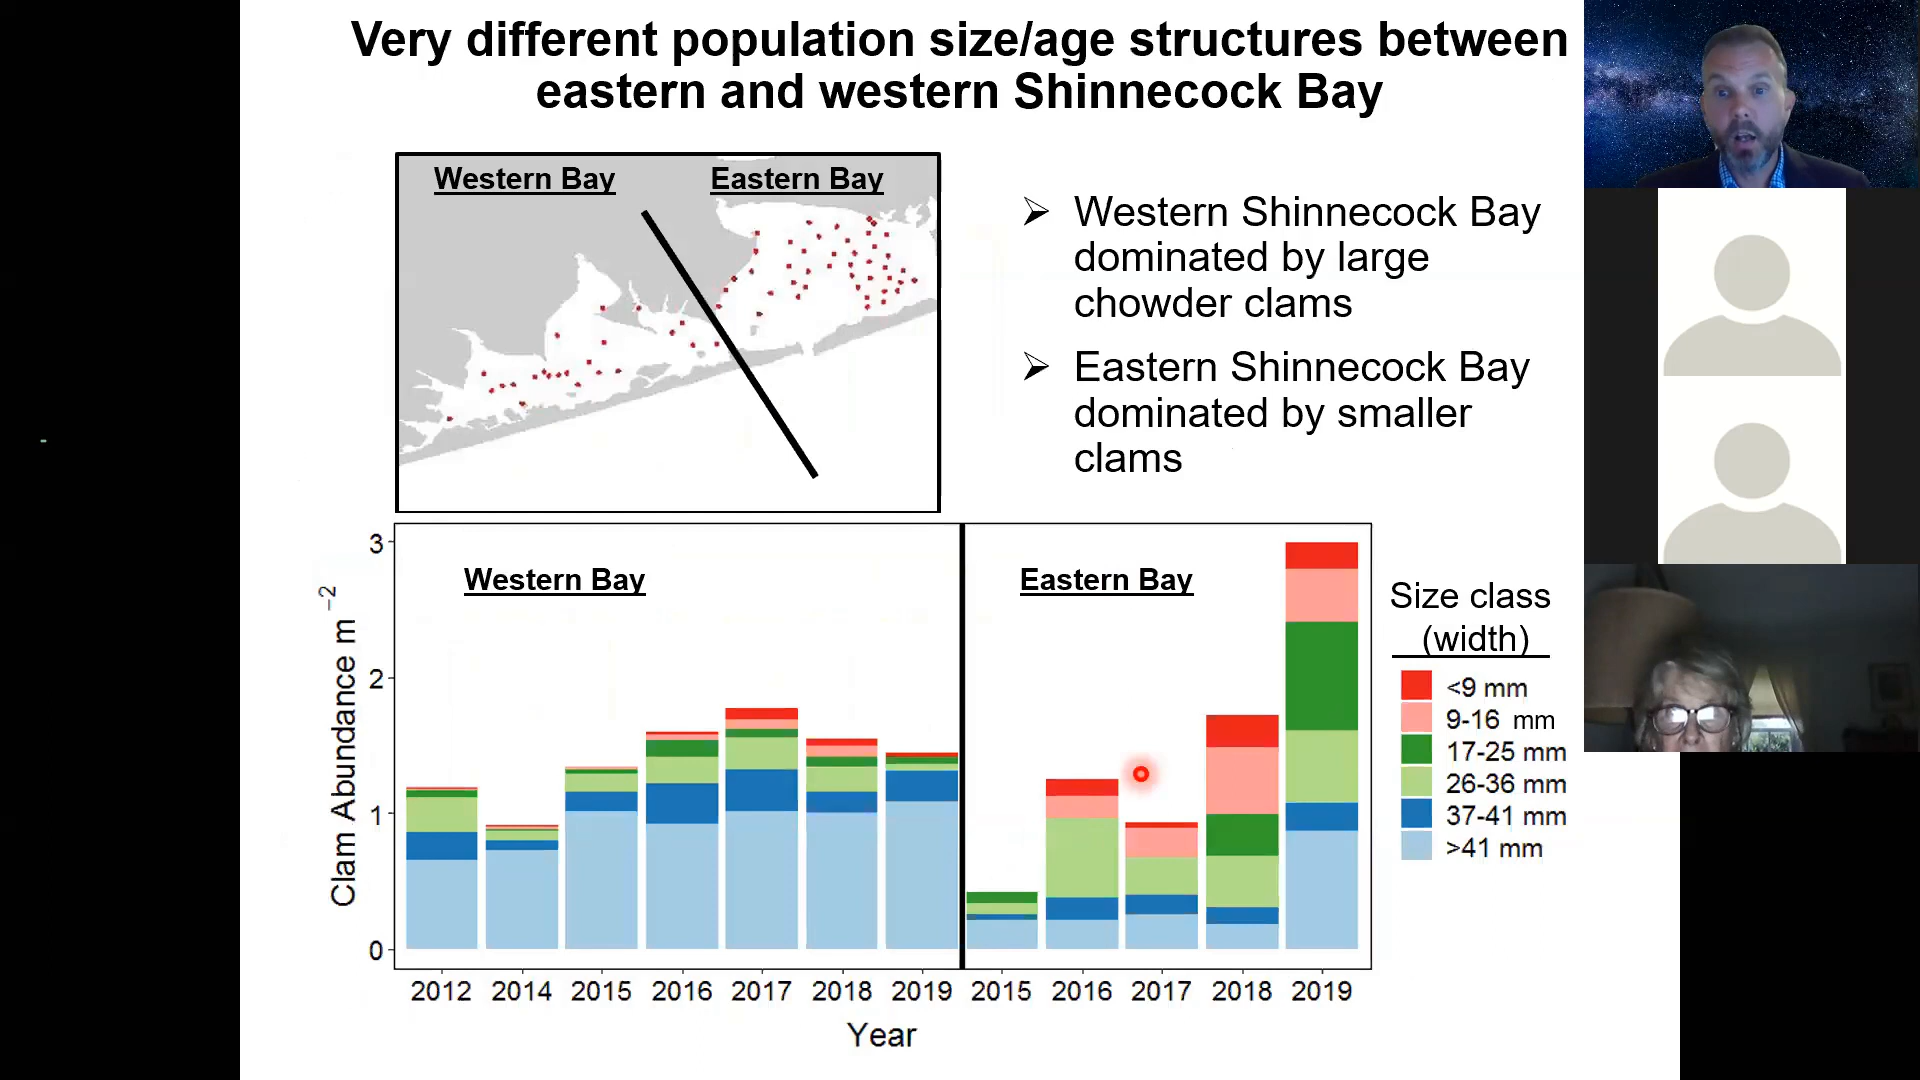 Very different population size/age structures between
eastern and western Shinnecock Bay
Western Bay
Eastern Bay
➢ Western Shinnecock Bay
dominated by large
chowder clams
➢ Eastern Shinnecock Bay
dominated by smaller
clams
Western Bay
Eastern Bay
Clam Abundance m⁻²
3
2
1
0
2012 2014 2015 2016 2017 2018 2019 2015 2016 2017 2018 2019
Year
Size class
(width)
<9 mm
9-16 mm
17-25 mm
26-36 mm
37-41 mm
>41 mm